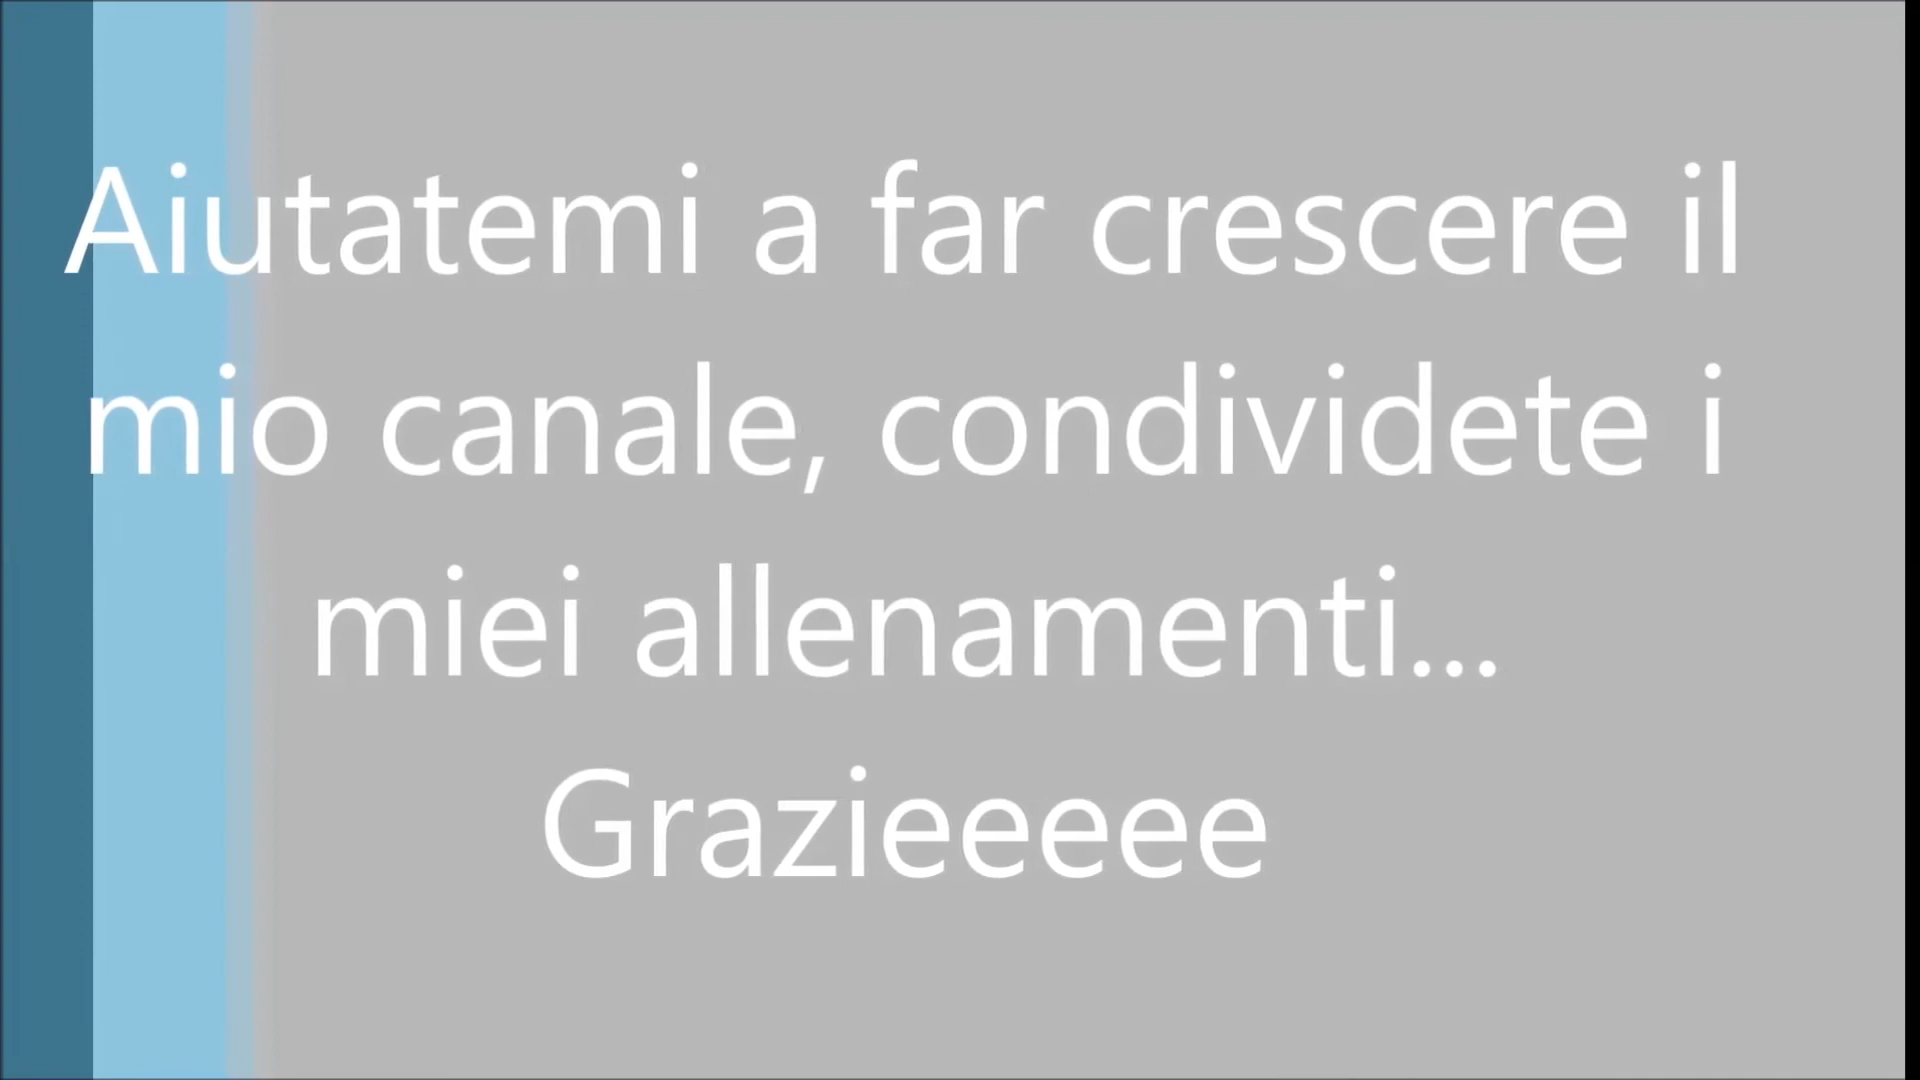 Aiutatemi a far crescere il
mio canale, condividete i
miei allenamenti...
Grazieeeee